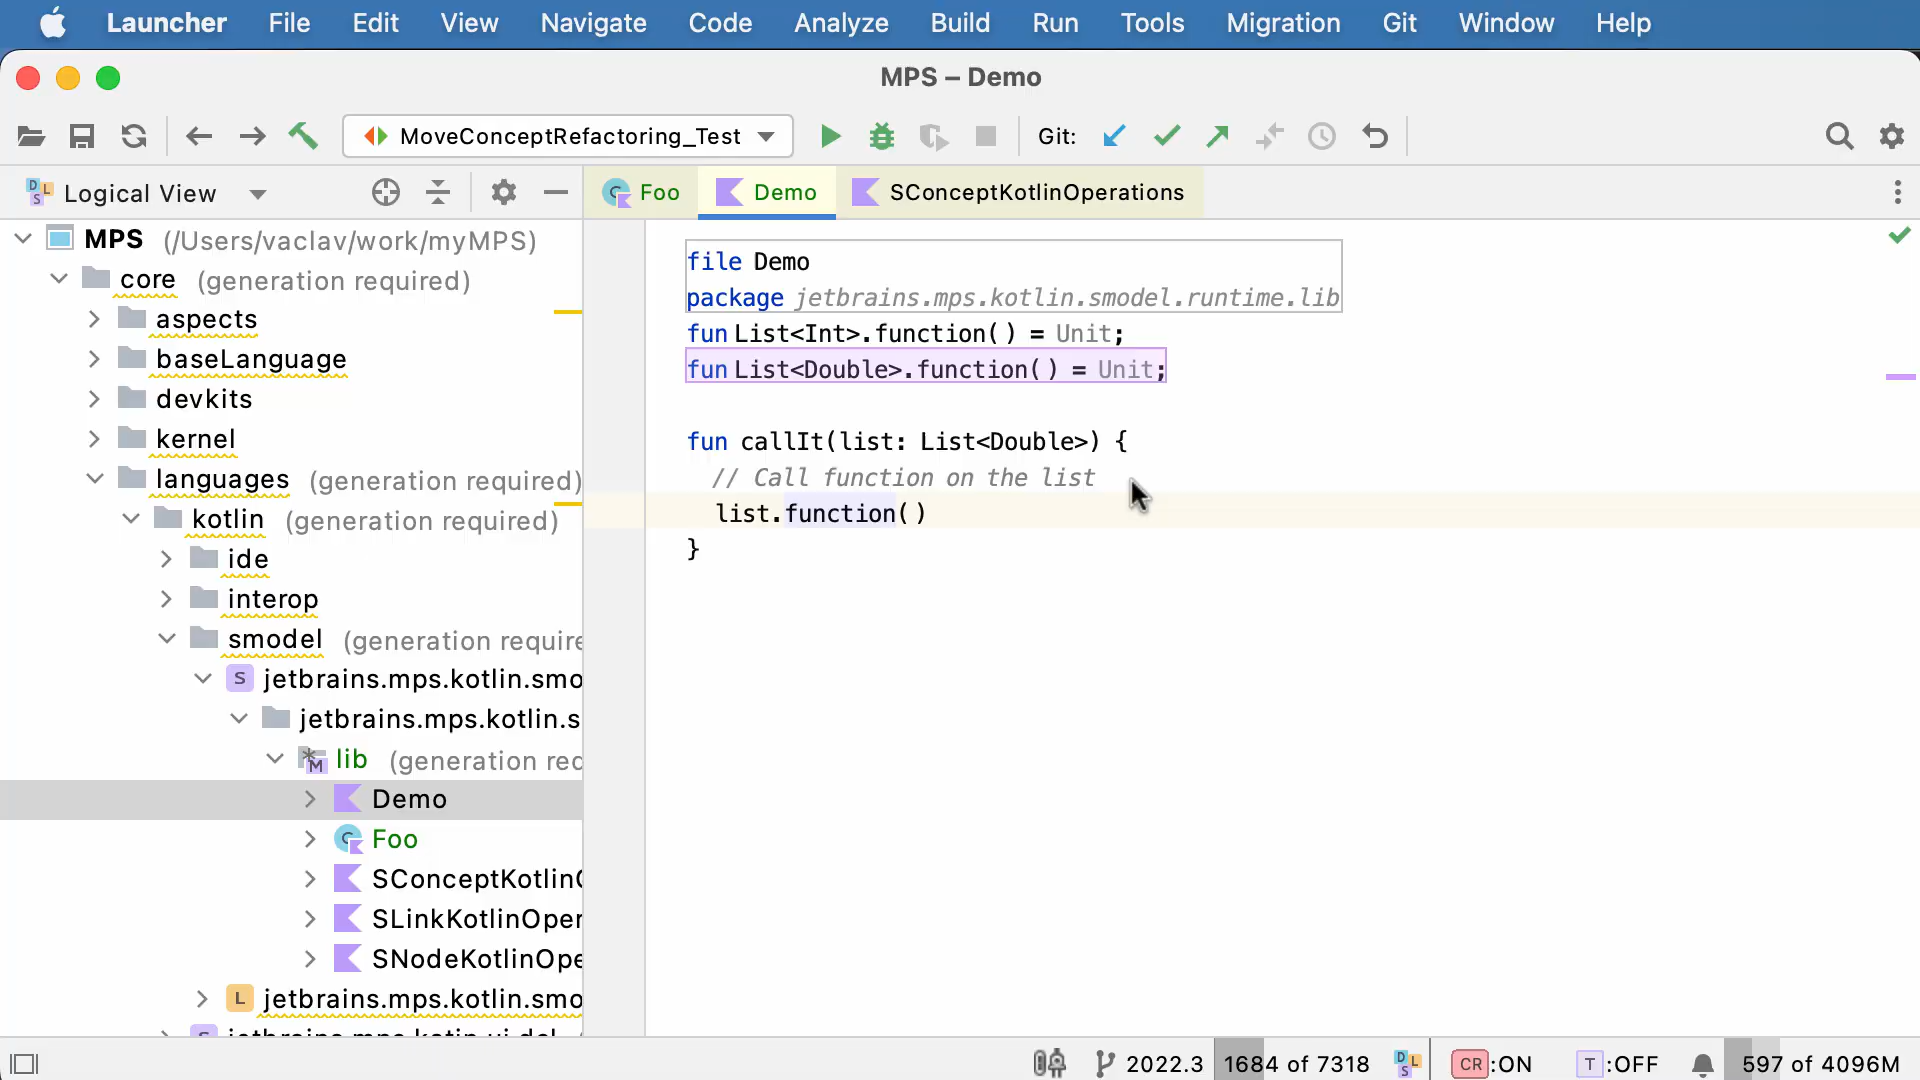 Launcher File Edit View Navigate Code Analyze Build Run Tools Migration Git Window Help
MPS – Demo
MoveConceptRefactoring_Test Git:
Logical View
Foo Demo SConceptKotlinOperations
MPS (/Users/vaclav/work/myMPS)
core (generation required)
aspects
baseLanguage
devkits
kernel
languages (generation required)
kotlin (generation required)
ide
interop
smodel (generation require
S jetbrains.mps.kotlin.smo
jetbrains.mps.kotlin.s
lib (generation rec
Demo
Foo
SConceptKotlinO
SLinkKotlinOper
SNodeKotlinOpe
L jetbrains.mps.kotlin.smo
file Demo
package jetbrains.mps.kotlin.smodel.runtime.lib
fun List<Int>.function() = Unit;
fun List<Double>.function() = Unit;
fun callIt(list: List<Double>) {
// Call function on the list
list.function()
}
2022.3 1684 of 7318 CR:ON T:OFF 597 of 4096M